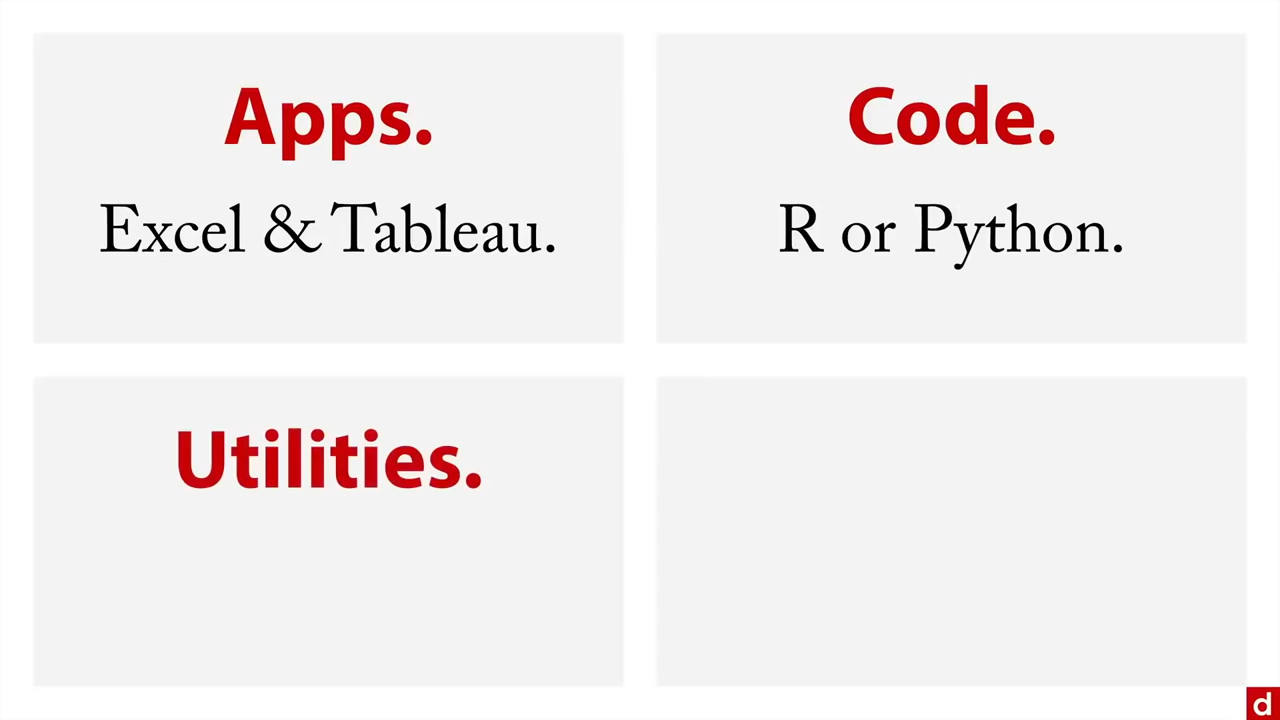 Apps.
Excel & Tableau.
Code.
R or Python.
Utilities.
d